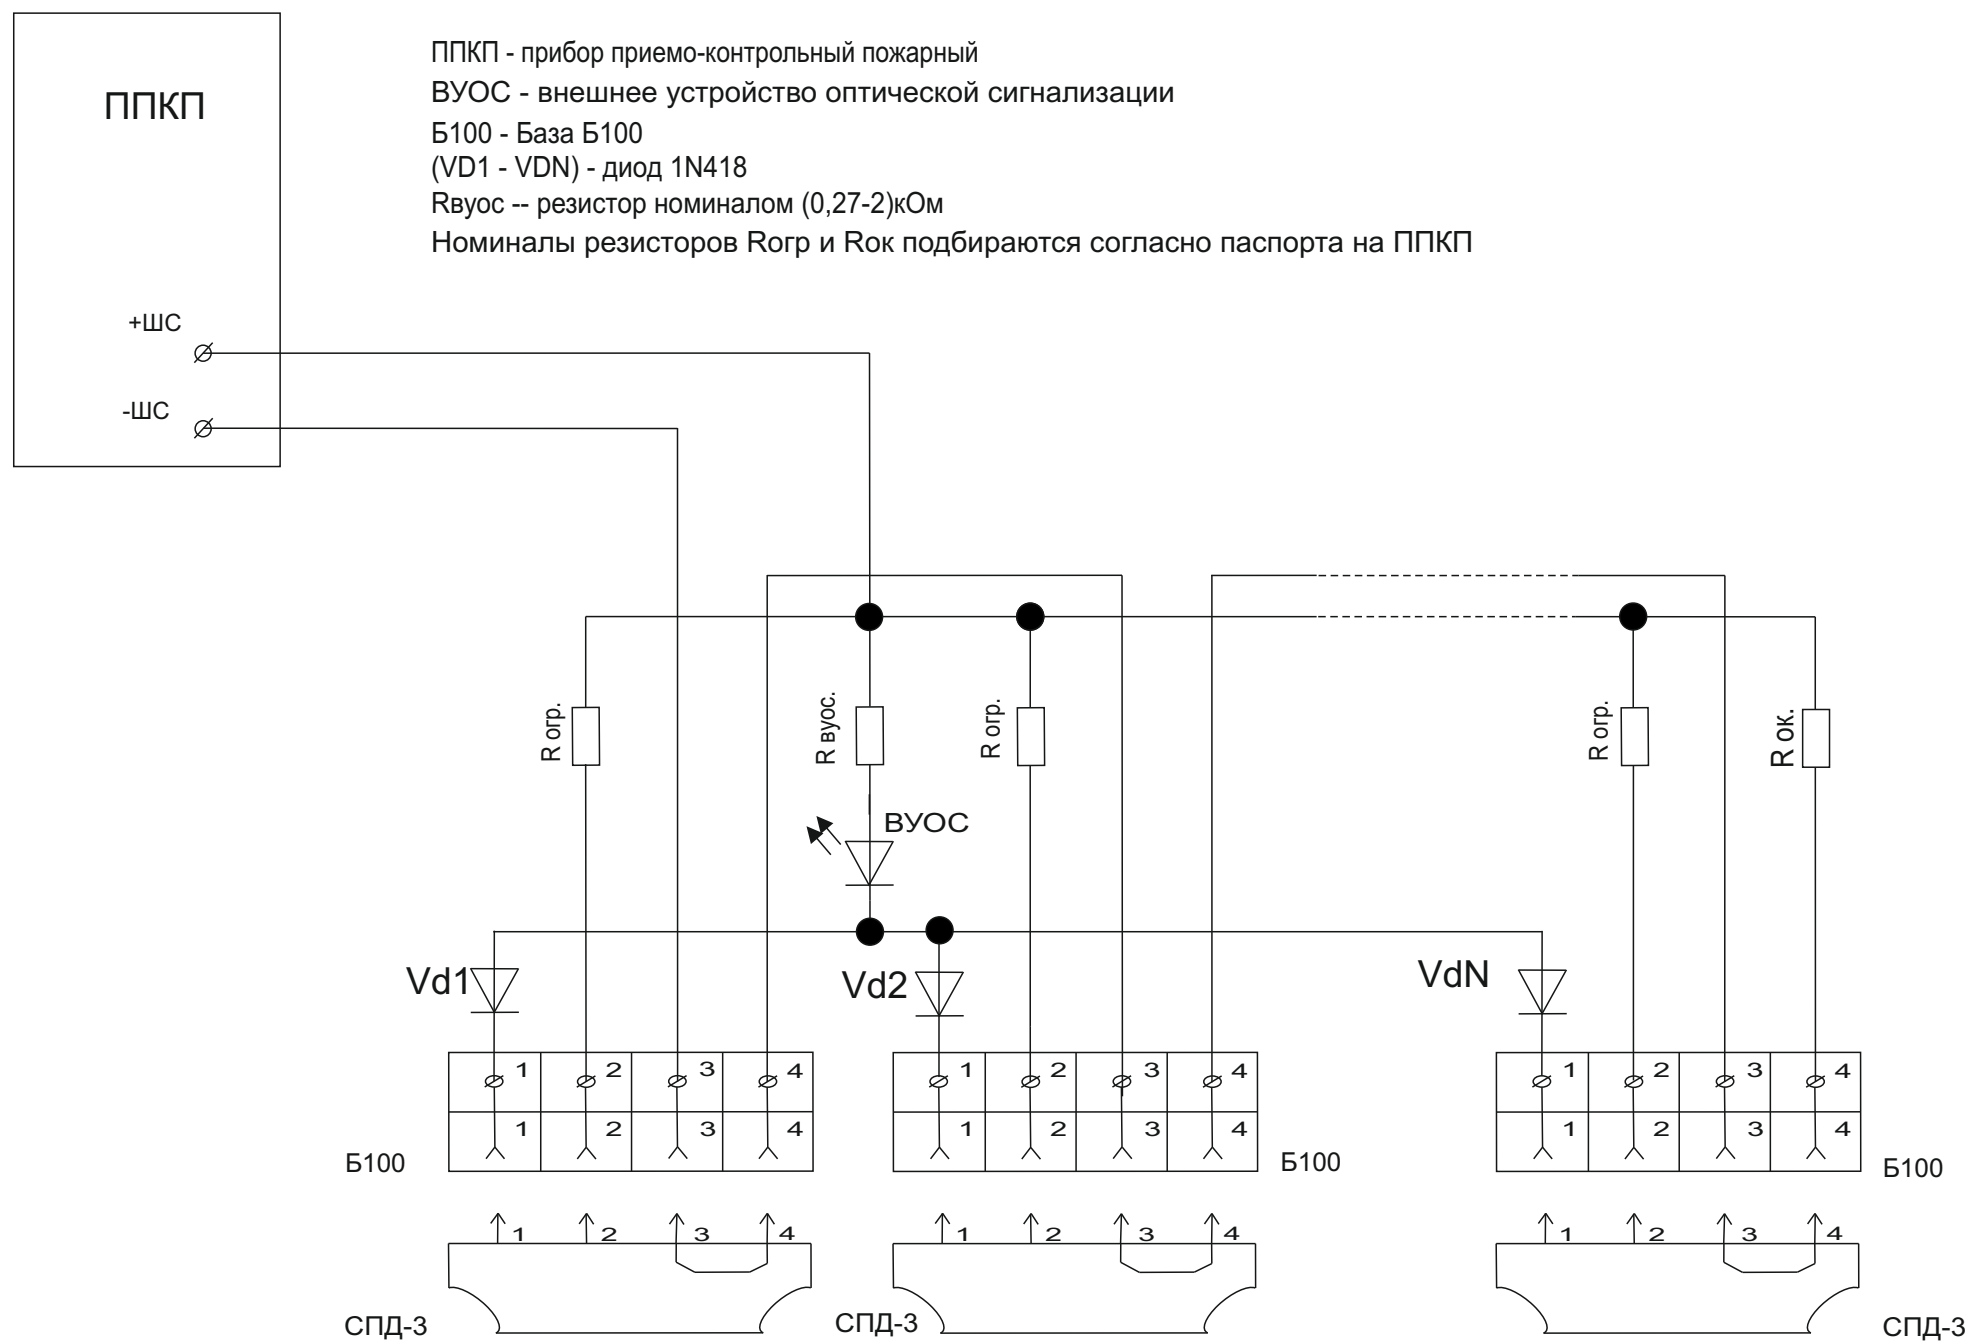 ППКП
ППКП - прибор приемо-контрольный пожарный
ВУОС - внешнее устройство оптической сигнализации
Б100 - База Б100
(VD1 - VDN) - диод 1N418
Rвуос -- резистор номиналом (0,27-2)кОм
Номиналы резисторов Rогр и Rок подбираются согласно паспорта на ППКП
+ШС
-ШС
R огр.
R вуос.
R огр.
R огр.
R ок.
ВУОС
Vd1
Vd2
VdN
1 2 3 4
1 2 3 4
1 2 3 4
1 2 3 4
1 2 3 4
1 2 3 4
Б100
Б100
Б100
1 2 3 4
1 2 3 4
1 2 3 4
СПД-3
СПД-3
СПД-3